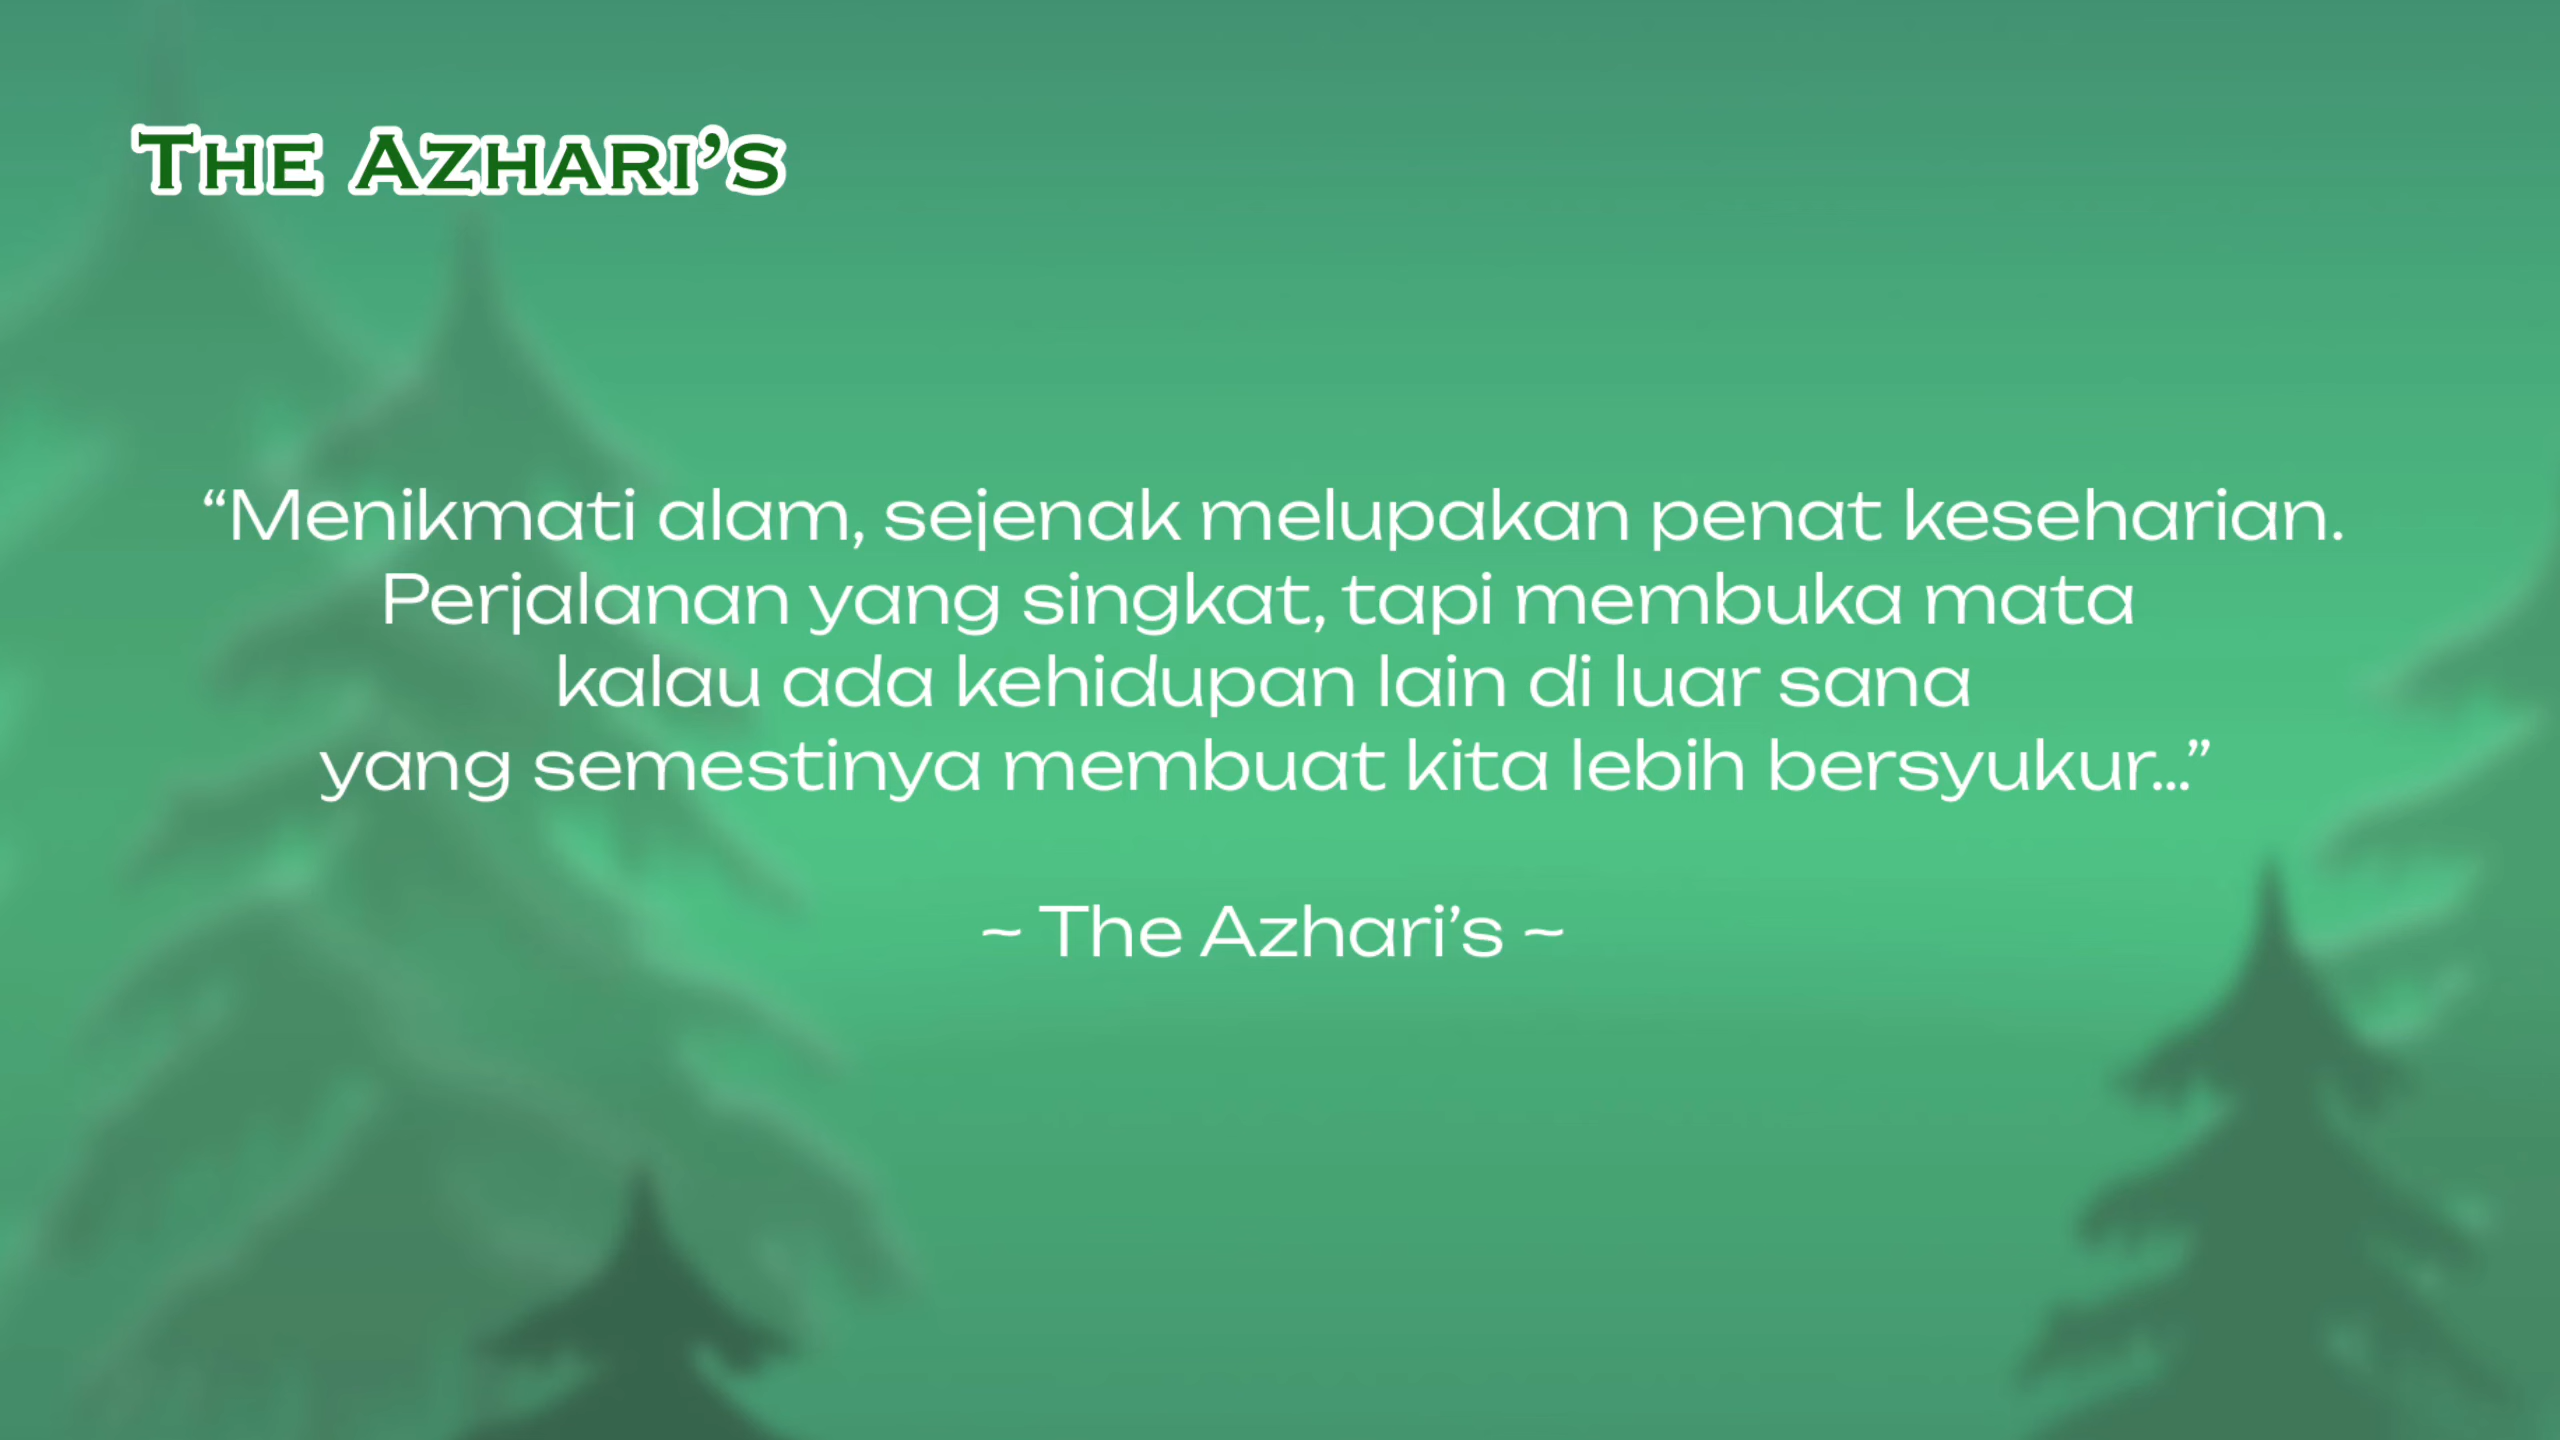 The Azhari’s
“Menikmati alam, sejenak melupakan penat keseharian.
Perjalanan yang singkat, tapi membuka mata
kalau ada kehidupan lain di luar sana
yang semestinya membuat kita lebih bersyukur...”
~ The Azhari’s ~